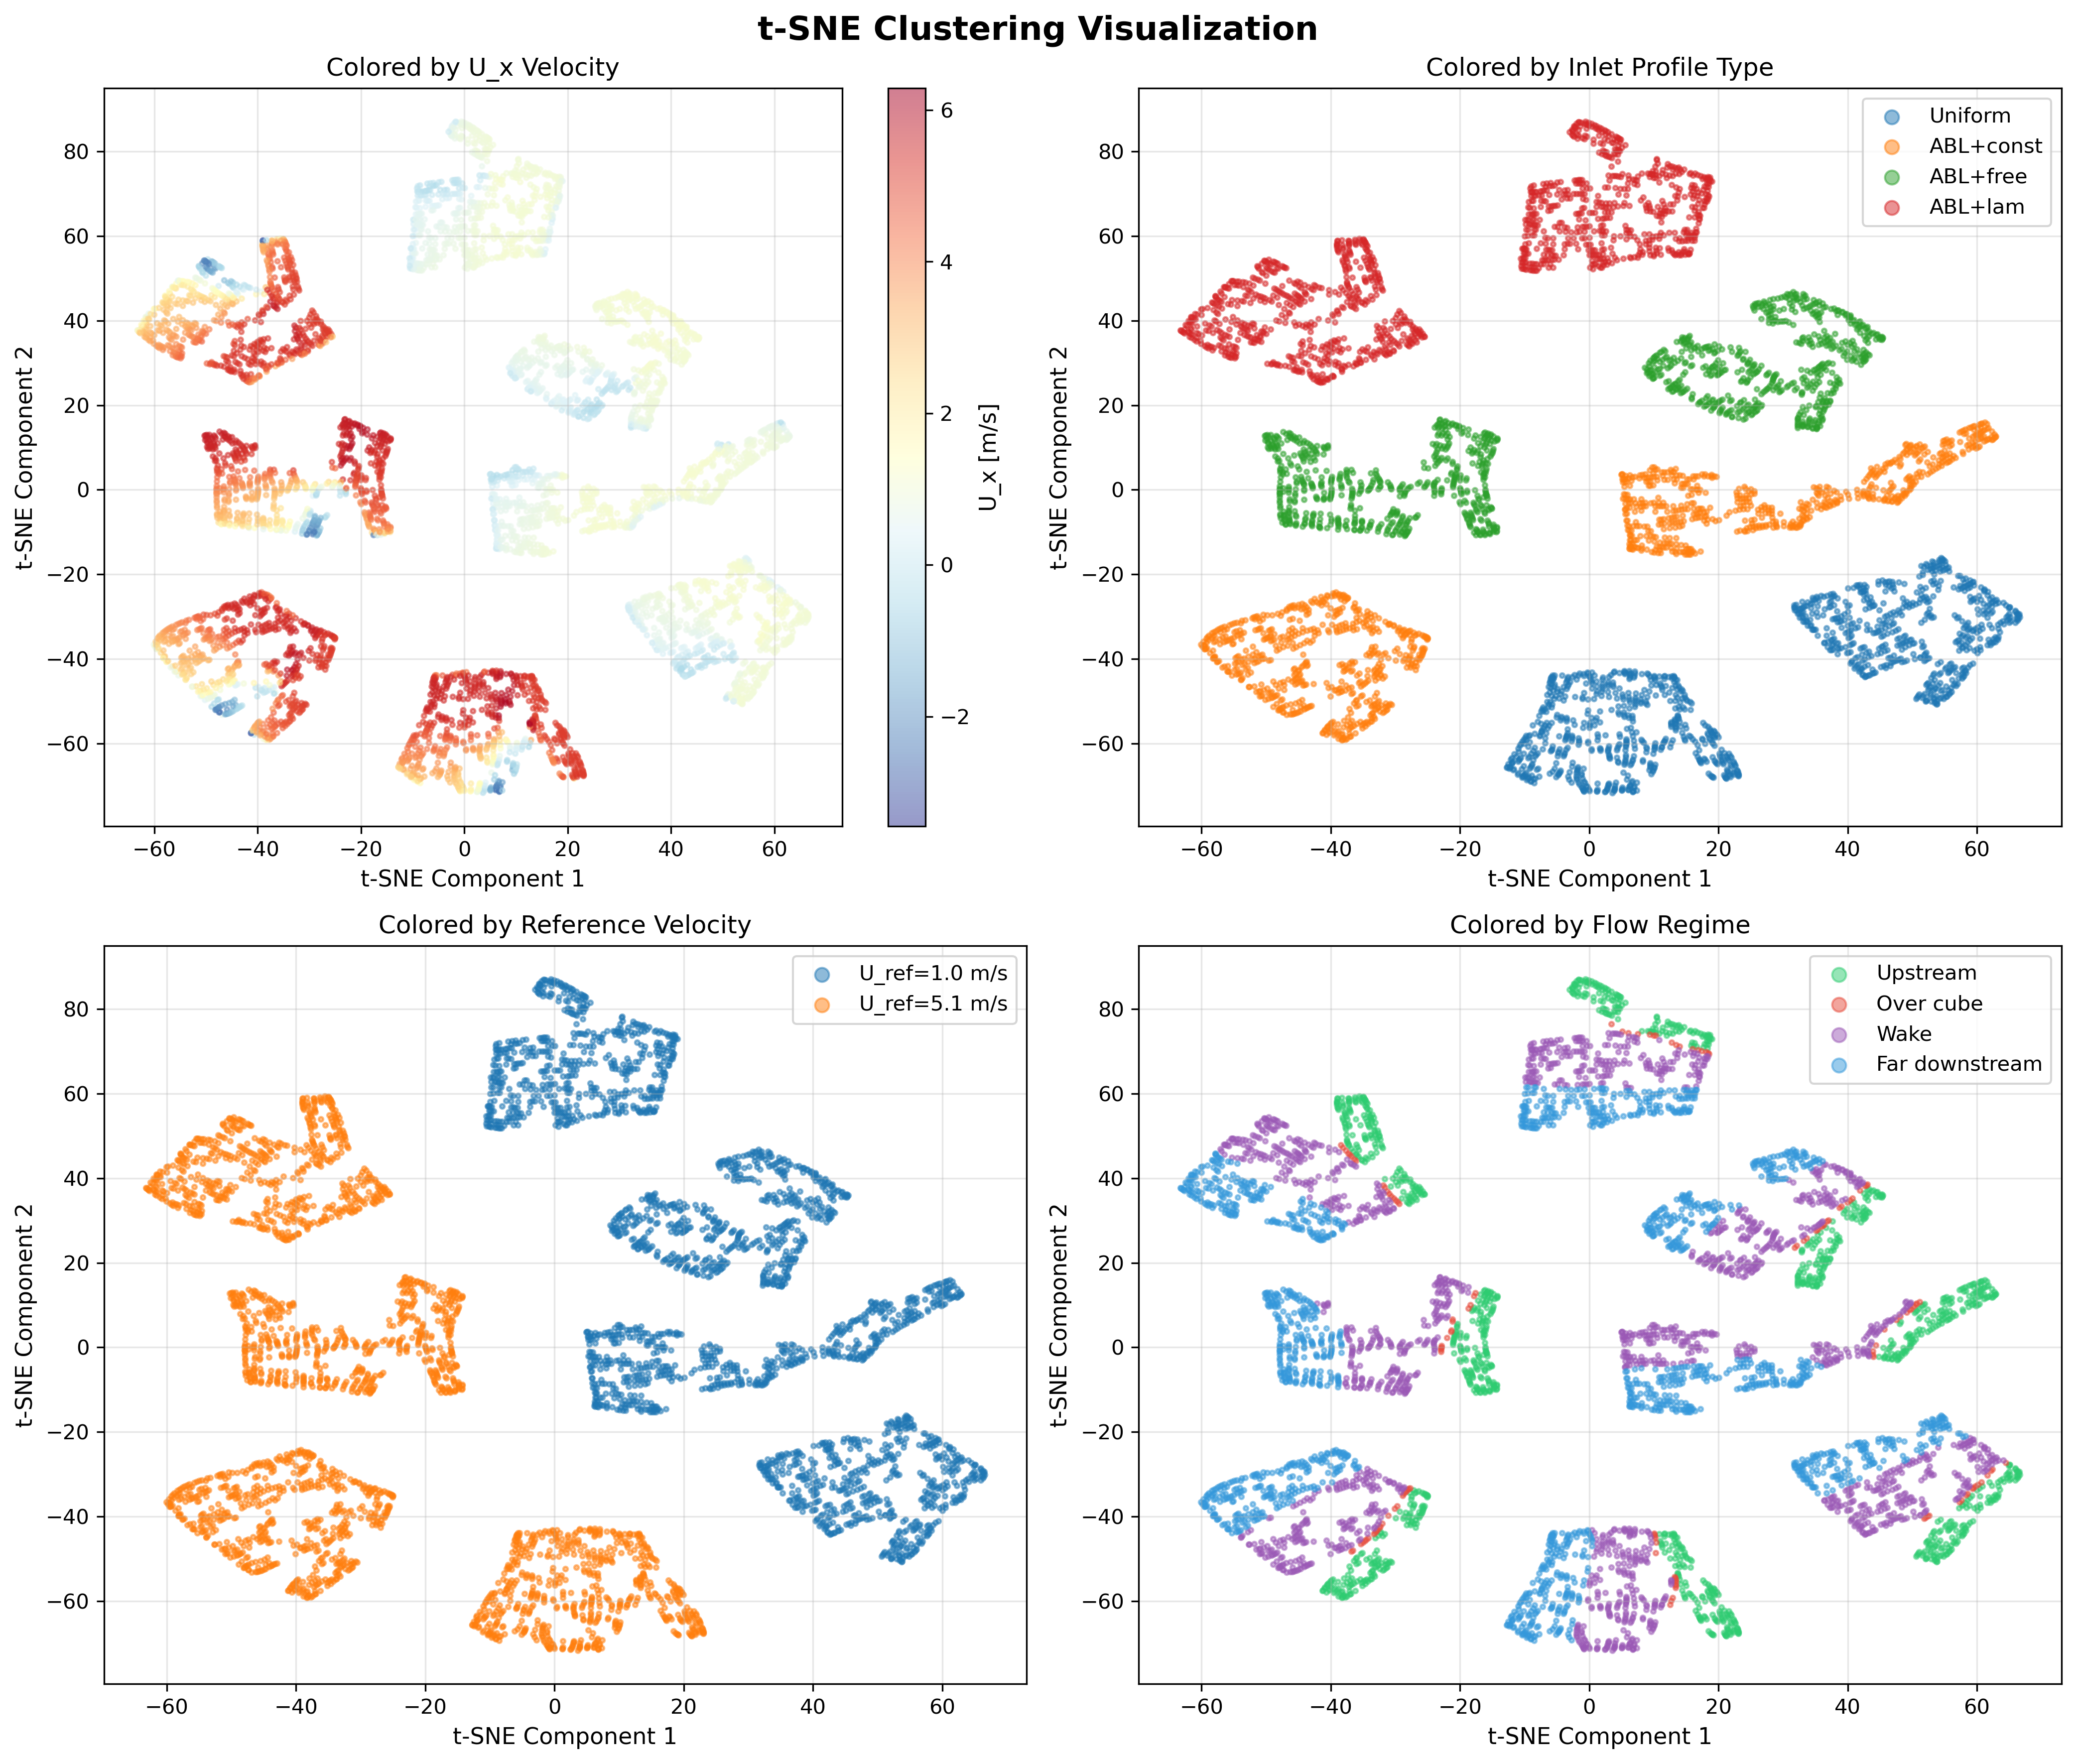 t-SNE Clustering Visualization
Colored by U_x Velocity
t-SNE Component 2
80
60
40
20
0
−20
−40
−60
−60
−40
−20
0
20
40
60
t-SNE Component 1
6
4
2
0
−2
U_x [m/s]
Colored by Inlet Profile Type
Uniform
ABL+const
ABL+free
ABL+lam
t-SNE Component 2
80
60
40
20
0
−20
−40
−60
−60
−40
−20
0
20
40
60
t-SNE Component 1
Colored by Reference Velocity
U_ref=1.0 m/s
U_ref=5.1 m/s
t-SNE Component 2
80
60
40
20
0
−20
−40
−60
−60
−40
−20
0
20
40
60
t-SNE Component 1
Colored by Flow Regime
Upstream
Over cube
Wake
Far downstream
t-SNE Component 2
80
60
40
20
0
−20
−40
−60
−60
−40
−20
0
20
40
60
t-SNE Component 1